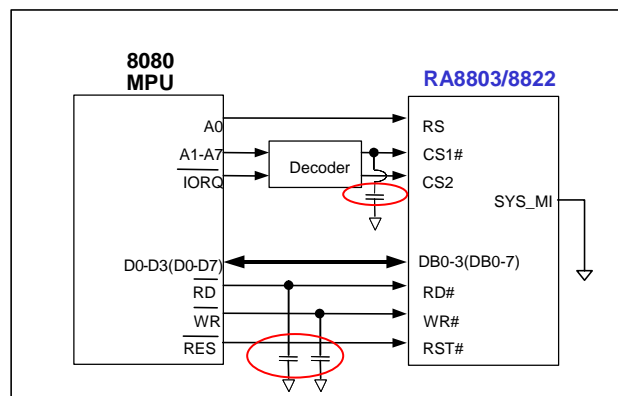 8080
MPU
RA8803/8822
A0
RS
A1-A7
Decoder
CS1#
IORQ
CS2
SYS_MI
D0-D3(D0-D7)
DB0-3(DB0-7)
RD
RD#
WR
WR#
RES
RST#